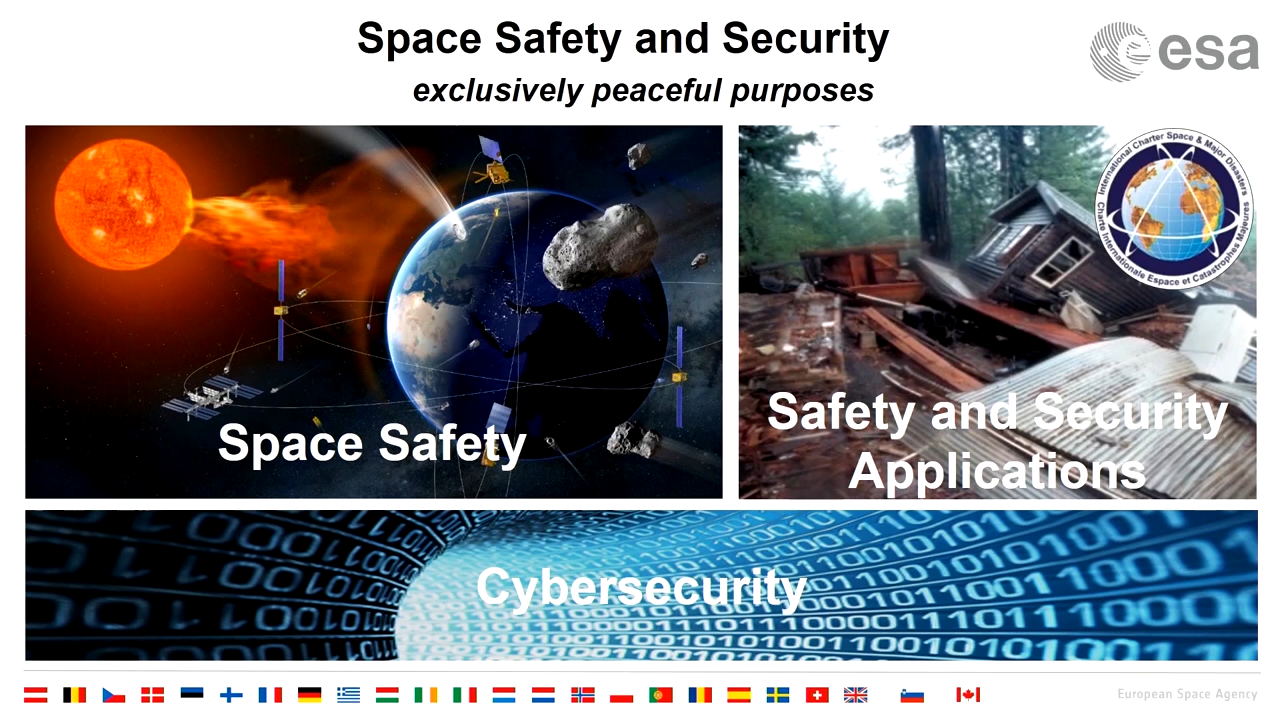 Space Safety and Security
esa
exclusively peaceful purposes
International Charter Space & Major Disasters
Charte Internationale Espace et Catastrophes Majeures
Space Safety
Safety and Security
Applications
Cybersecurity
European Space Agency